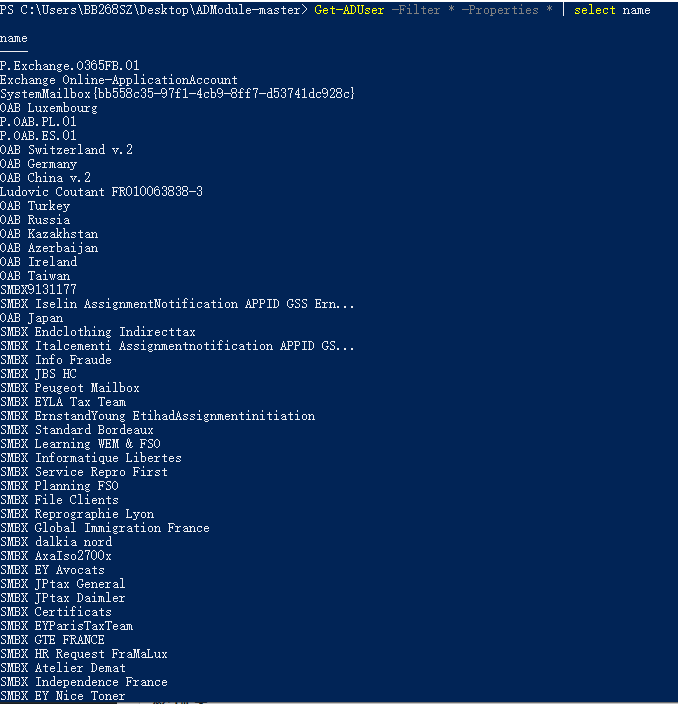 PS C:\Users\BB268SZ\Desktop\ADModule-master> Get-ADUser -Filter * -Properties * | select name
name
----
P.Exchange.O365FB.01
Exchange Online-ApplicationAccount
SystemMailbox{bb558c35-97f1-4cb9-8ff7-d53741dc928c}
OAB Luxembourg
P.OAB.PL.01
P.OAB.ES.01
OAB Switzerland v.2
OAB Germany
OAB China v.2
Ludovic Coutant FR010063838-3
OAB Turkey
OAB Russia
OAB Kazakhstan
OAB Azerbaijan
OAB Ireland
OAB Taiwan
SMBX9131177
SMBX Iselin AssignmentNotification APPID GSS Ern...
OAB Japan
SMBX Endclothing Indirecttax
SMBX Italcementi Assignmentnotification APPID GS...
SMBX Info Fraude
SMBX JBS HC
SMBX Peugeot Mailbox
SMBX EYLA Tax Team
SMBX ErnstandYoung EtihadAssignmentinitiation
SMBX Standard Bordeaux
SMBX Learning WEM & FSO
SMBX Informatique Libertes
SMBX Service Repro First
SMBX Planning FSO
SMBX File Clients
SMBX Reprographie Lyon
SMBX Global Immigration France
SMBX dalkia nord
SMBX AxaIso2700x
SMBX EY Avocats
SMBX JPtax General
SMBX JPtax Daimler
SMBX Certificats
SMBX EYParisTaxTeam
SMBX GTE FRANCE
SMBX HR Request FraMaLux
SMBX Atelier Demat
SMBX Independence France
SMBX EY Nice Toner